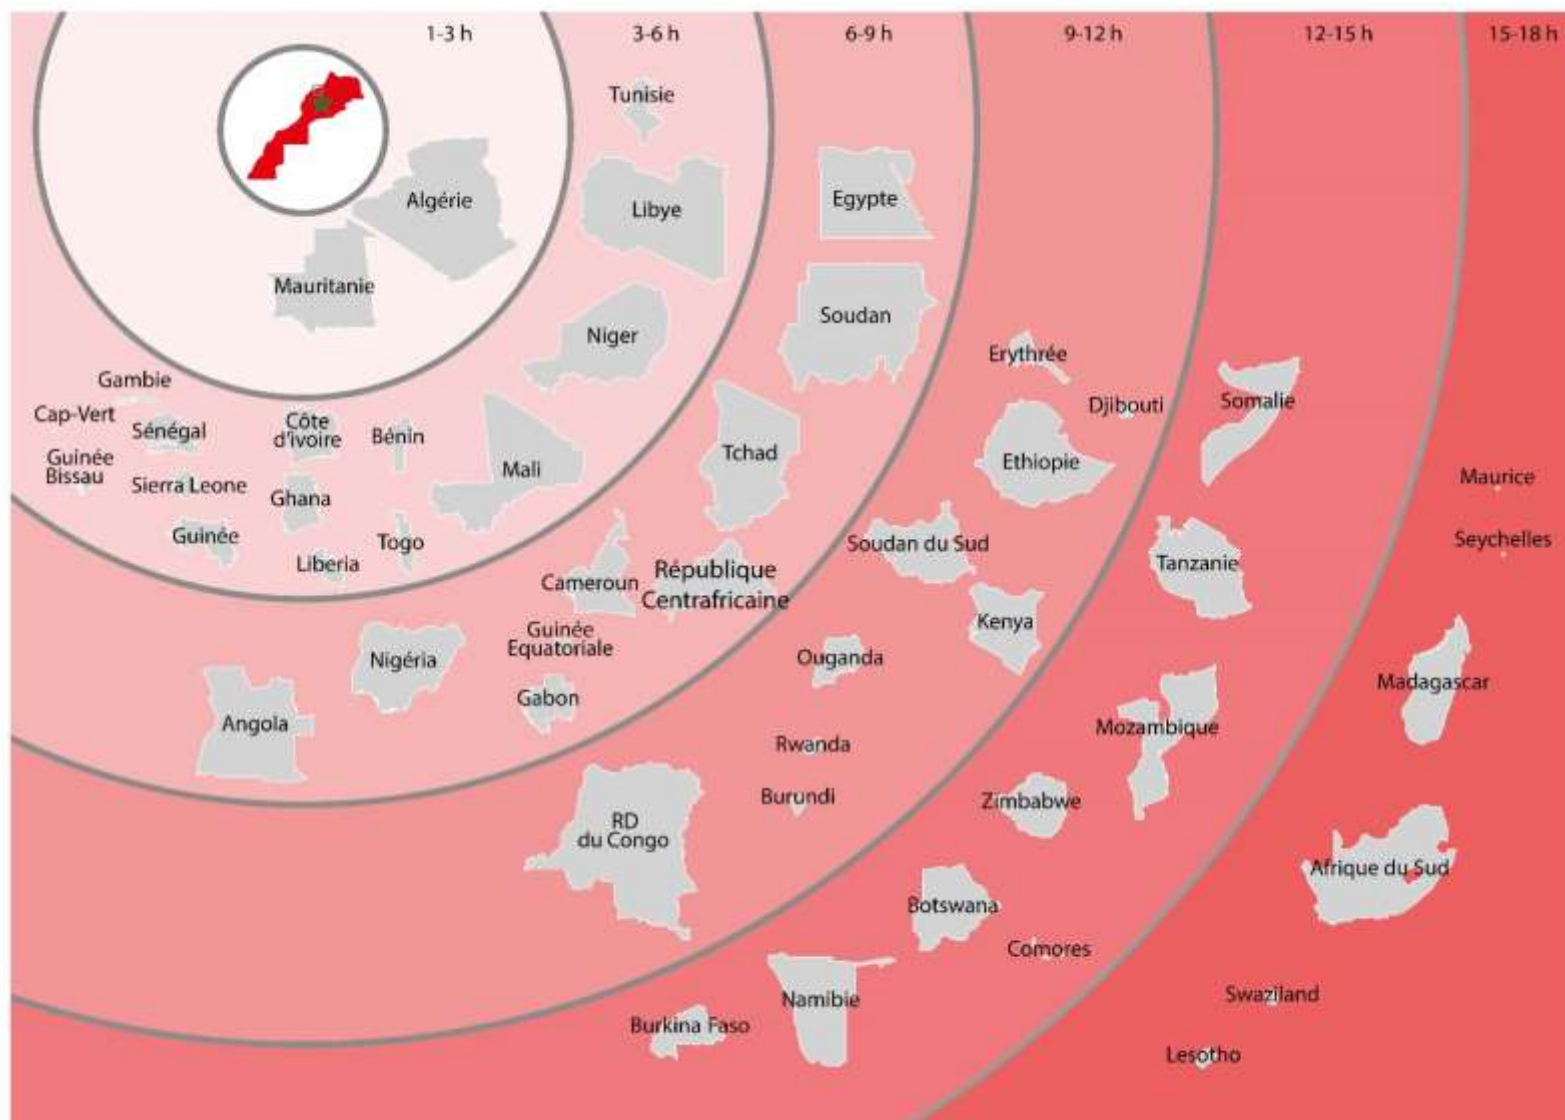 1-3 h
3-6 h
6-9 h
9-12 h
12-15 h
15-18 h
Tunisie
Algérie
Libye
Egypte
Mauritanie
Niger
Soudan
Erythrée
Gambie
Cap-Vert
Sénégal
Côte
d'ivoire
Bénin
Djibouti
Somalie
Guinée
Bissau
Sierra Leone
Ghana
Mali
Tchad
Ethiopie
Maurice
Guinée
Liberia
Togo
Soudan du Sud
Seychelles
Cameroun
République
Centrafricaine
Tanzanie
Guinée
Equatoriale
Kenya
Nigéria
Ouganda
Gabon
Madagascar
Angola
Mozambique
Rwanda
Burundi
Zimbabwe
RD
du Congo
Afrique du Sud
Botswana
Comores
Namibie
Swaziland
Burkina Faso
Lesotho